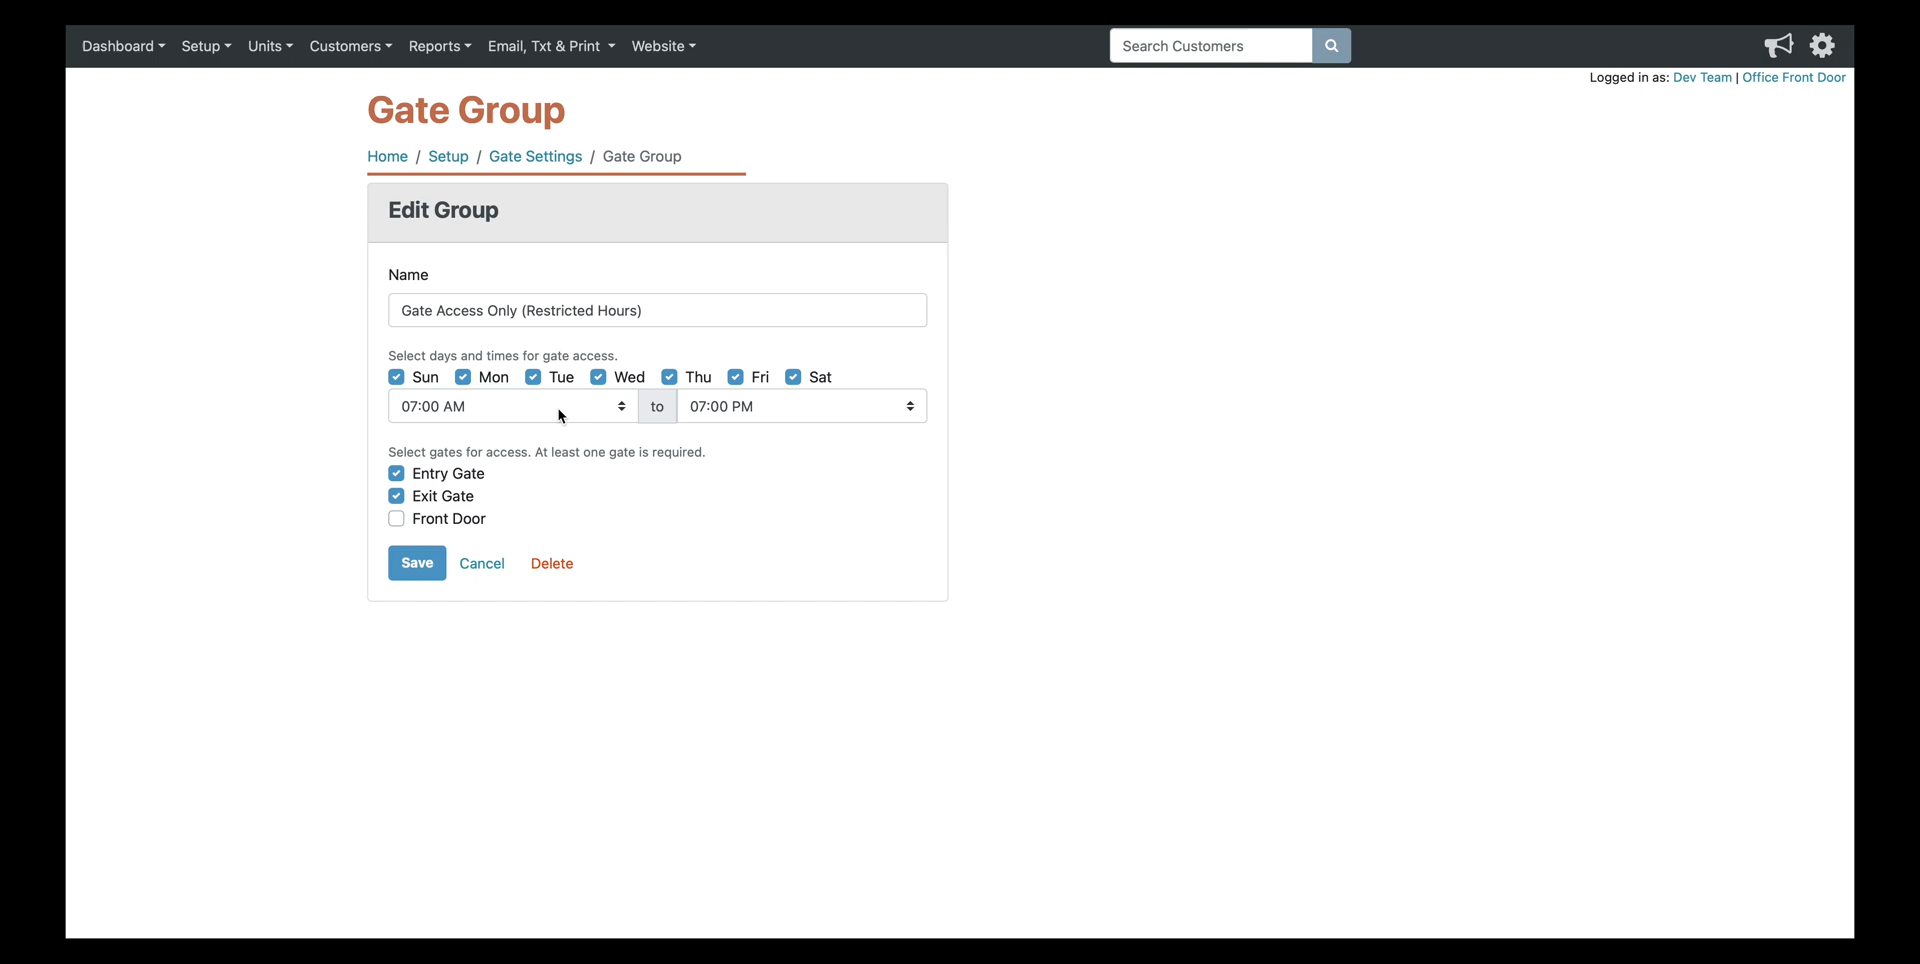 Dashboard Setup Units Customers Reports Email, Txt & Print Website Search Customers
Logged in as: Dev Team | Office Front Door
Gate Group
Home / Setup / Gate Settings / Gate Group
Edit Group
Name
Gate Access Only (Restricted Hours)
Select days and times for gate access.
Sun Mon Tue Wed Thu Fri Sat
07:00 AM to 07:00 PM
Select gates for access. At least one gate is required.
Entry Gate
Exit Gate
Front Door
Save Cancel Delete